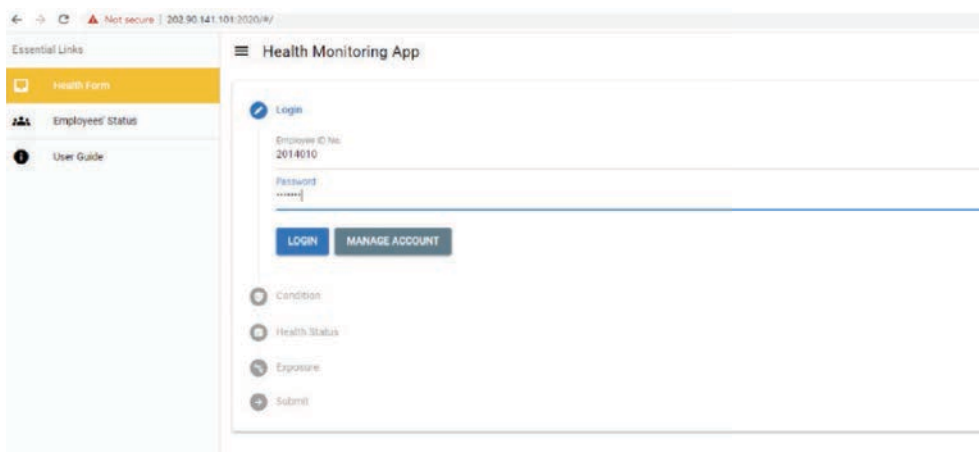 Not secure | 202.90.141.101:2020/#/
Essential Links
Health Monitoring App
Health Form
Employees' Status
User Guide
Login
Employee ID No.
2014010
Password
•••••••
LOGIN
MANAGE ACCOUNT
Condition
Health Status
Exposure
Submit